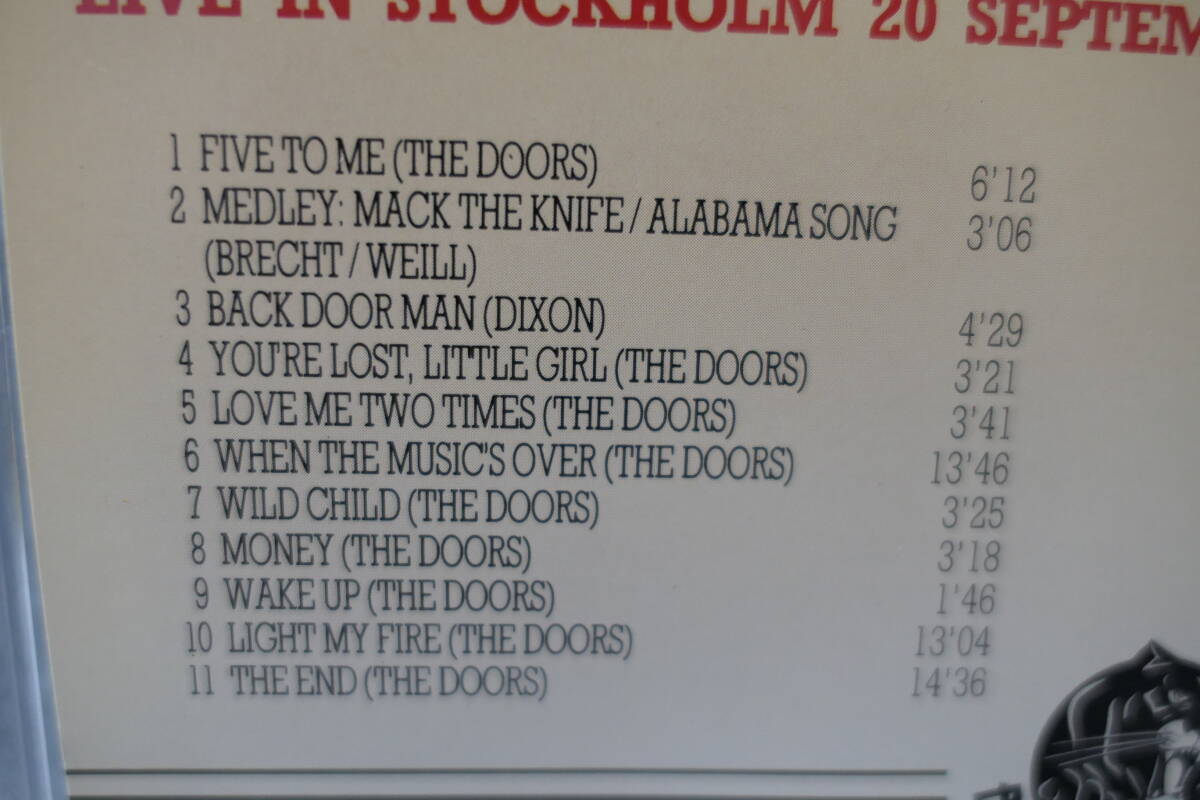 LIVE IN STOCKHOLM 20 SEPTEM
1 FIVE TO ME (THE DOORS) 6'12
2 MEDLEY: MACK THE KNIFE / ALABAMA SONG 3'06
(BRECHT / WEILL)
3 BACK DOOR MAN (DIXON) 4'29
4 YOU'RE LOST, LITTLE GIRL (THE DOORS) 3'21
5 LOVE ME TWO TIMES (THE DOORS) 3'41
6 WHEN THE MUSIC'S OVER (THE DOORS) 13'46
7 WILD CHILD (THE DOORS) 3'25
8 MONEY (THE DOORS) 3'18
9 WAKE UP (THE DOORS) 1'46
10 LIGHT MY FIRE (THE DOORS) 13'04
11 THE END (THE DOORS) 14'36